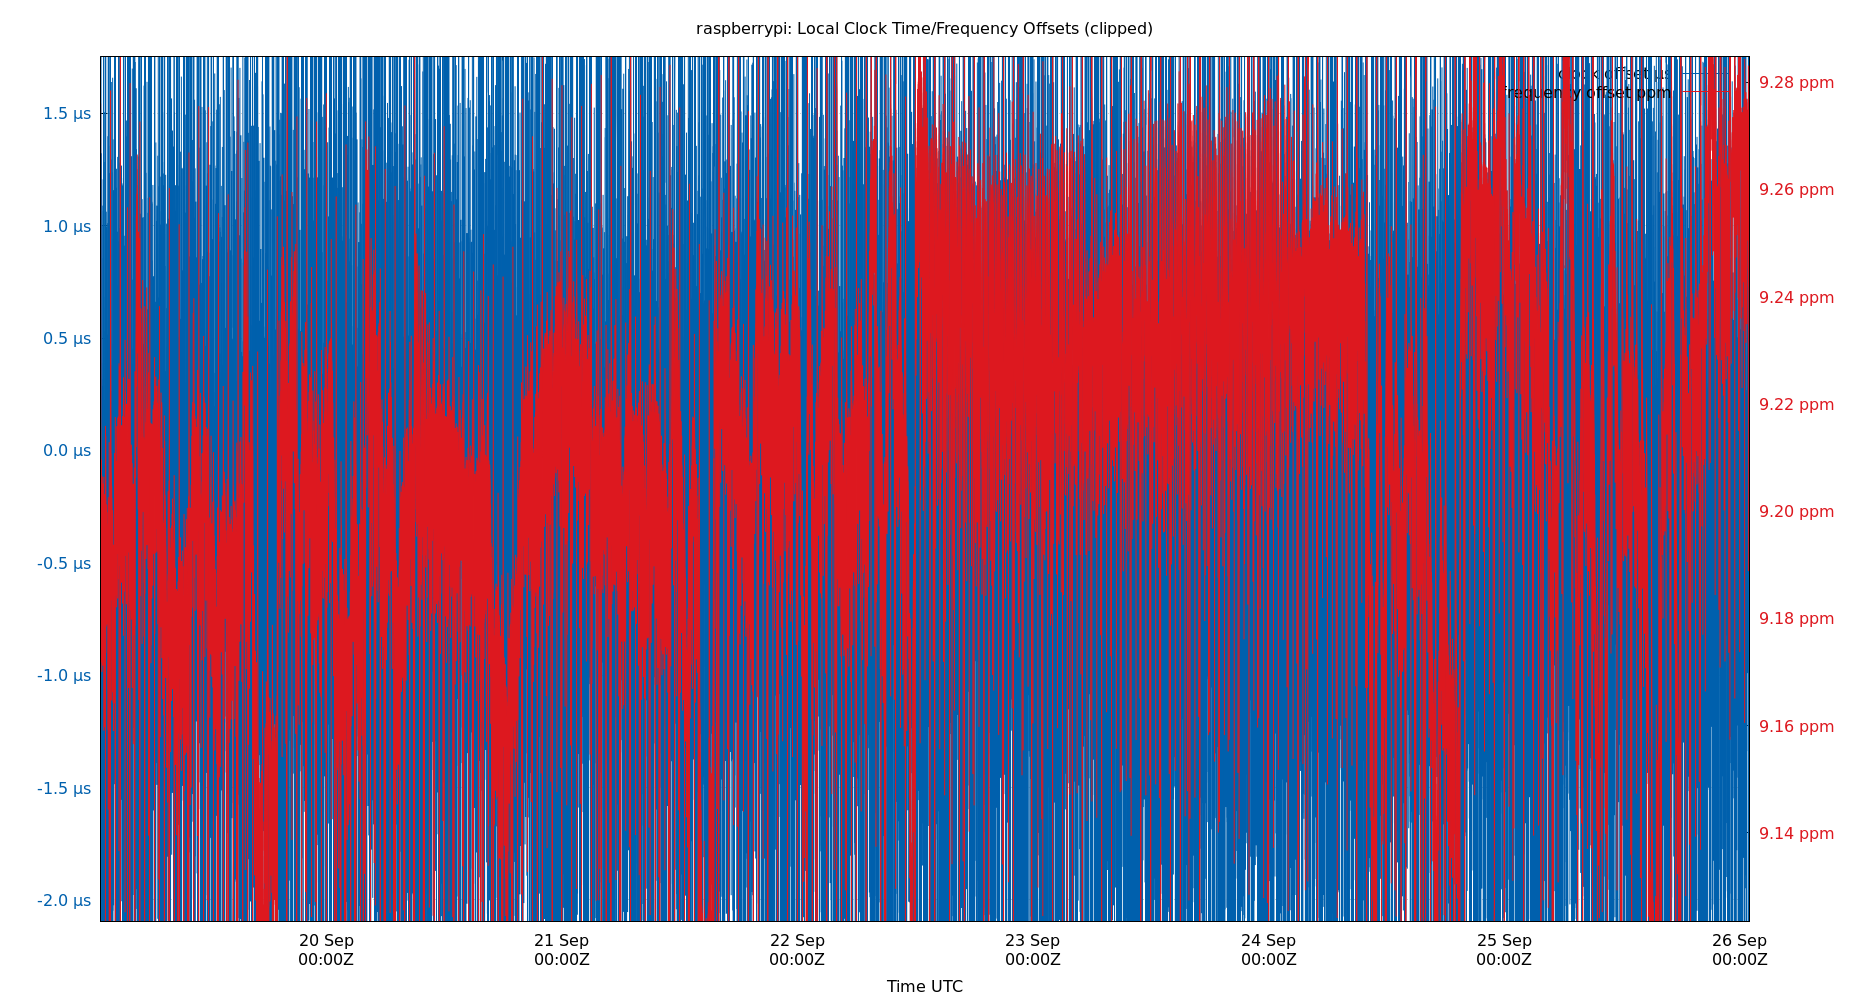 raspberrypi: Local Clock Time/Frequency Offsets (clipped)
clock offset µs
frequency offset ppm
1.5 µs
1.0 µs
0.5 µs
0.0 µs
-0.5 µs
-1.0 µs
-1.5 µs
-2.0 µs
9.28 ppm
9.26 ppm
9.24 ppm
9.22 ppm
9.20 ppm
9.18 ppm
9.16 ppm
9.14 ppm
20 Sep
00:00Z
21 Sep
00:00Z
22 Sep
00:00Z
23 Sep
00:00Z
24 Sep
00:00Z
25 Sep
00:00Z
26 Sep
00:00Z
Time UTC